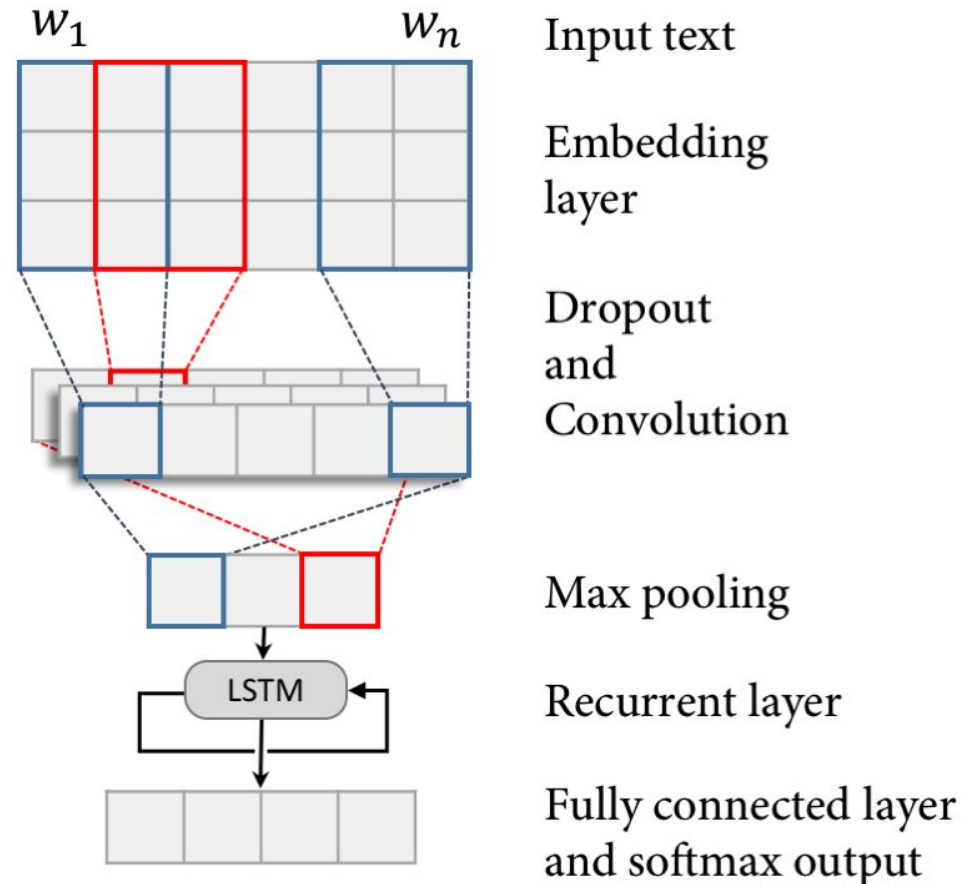 w₁ wₙ
Input text
Embedding
layer
Dropout
and
Convolution
Max pooling
LSTM
Recurrent layer
Fully connected layer
and softmax output